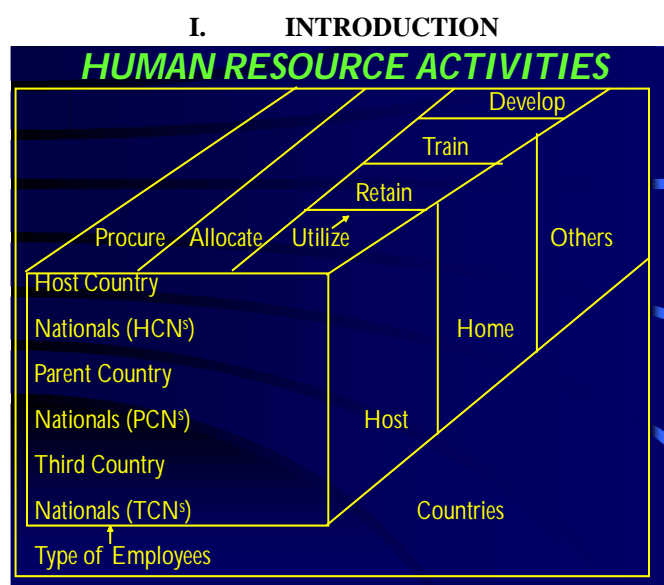 I. INTRODUCTION
HUMAN RESOURCE ACTIVITIES
Develop
Train
Retain
Procure Allocate Utilize Others
Host Country
Nationals (HCNˢ)
Home
Parent Country
Nationals (PCNˢ) Host
Third Country
Nationals (TCNˢ) Countries
Type of Employees